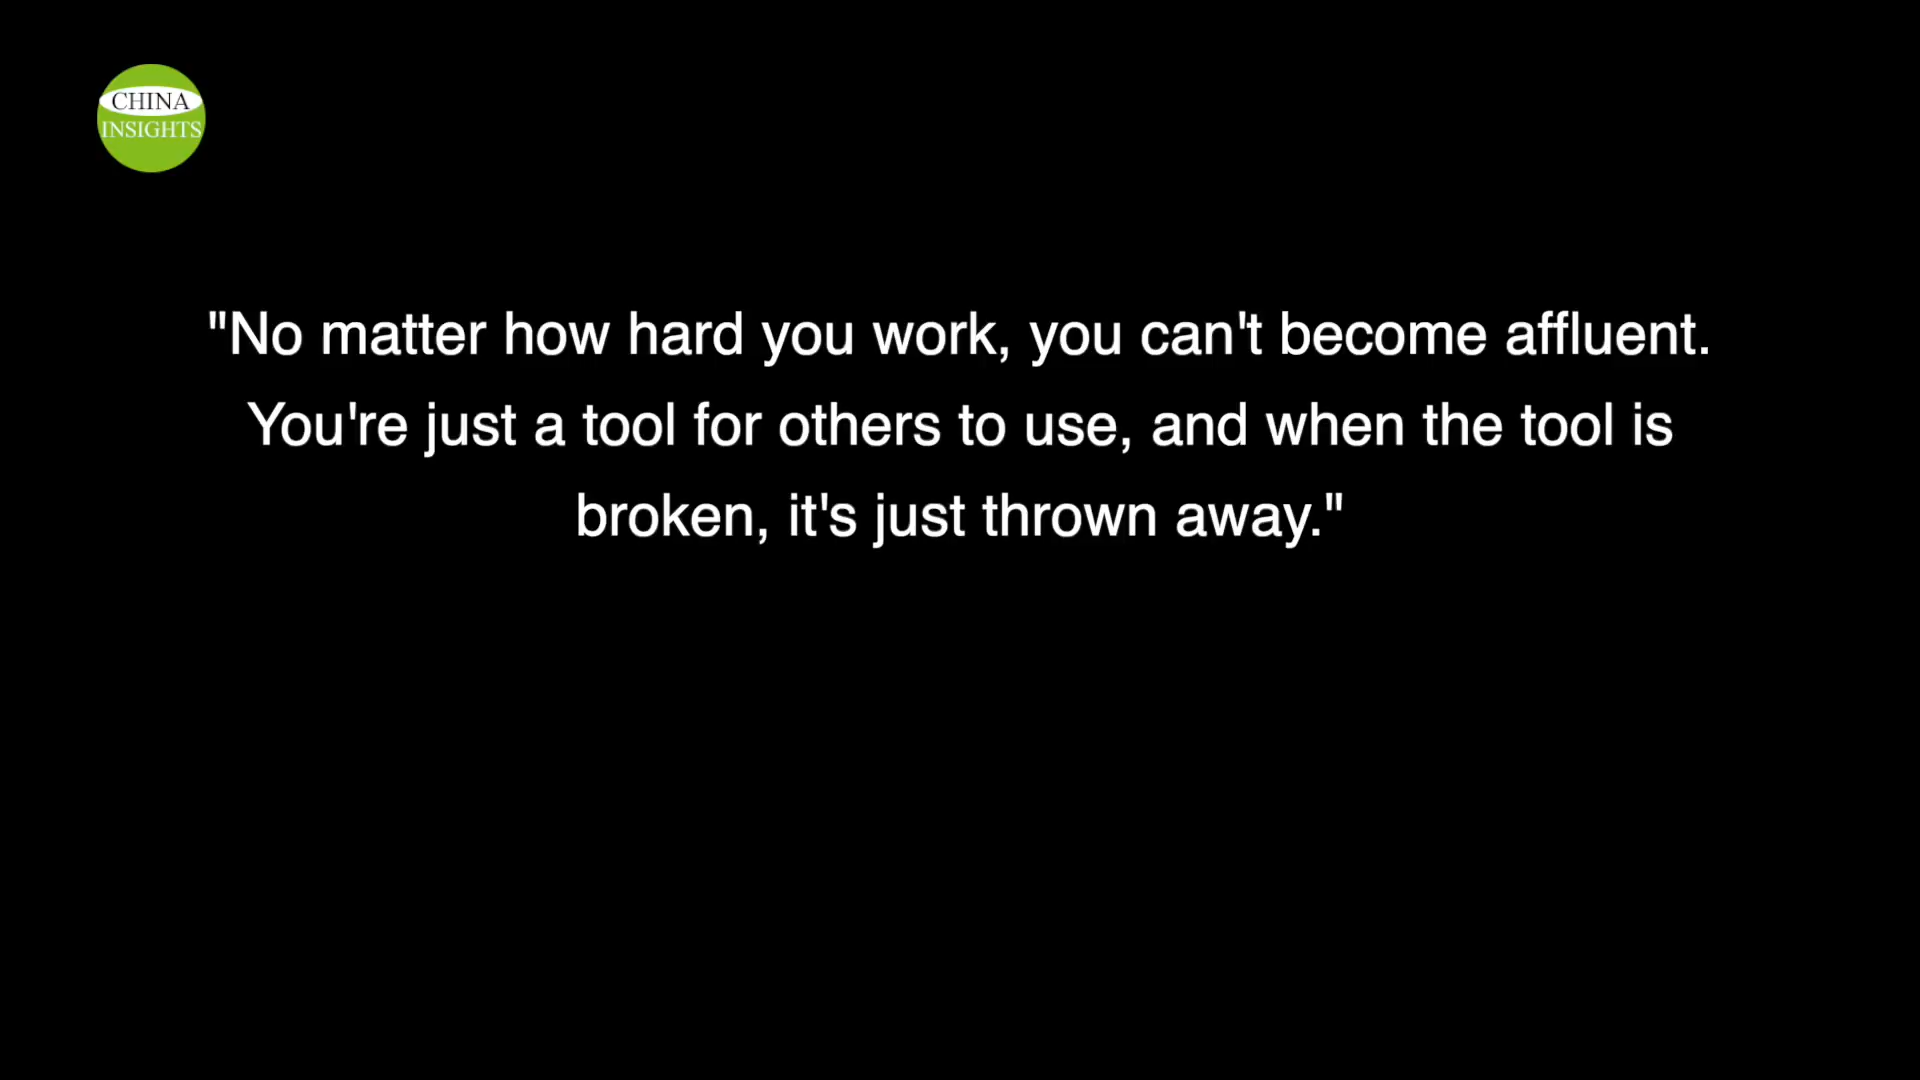 CHINA
INSIGHTS
"No matter how hard you work, you can't become affluent.
You're just a tool for others to use, and when the tool is
broken, it's just thrown away."